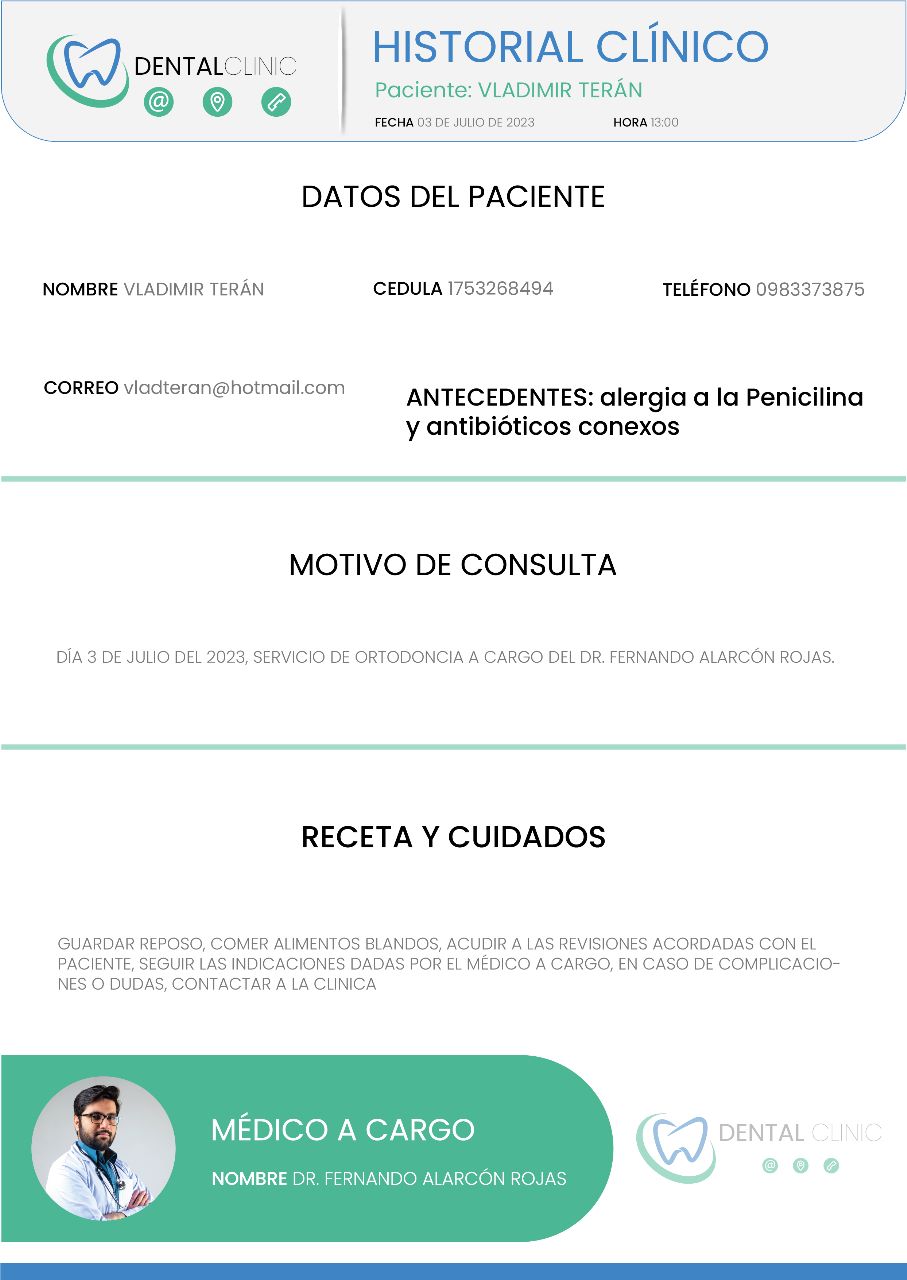 DENTALCLINIC
HISTORIAL CLÍNICO
Paciente: VLADIMIR TERÁN
FECHA 03 DE JULIO DE 2023 HORA 13:00
DATOS DEL PACIENTE
NOMBRE VLADIMIR TERÁN CEDULA 1753268494 TELÉFONO 0983373875
CORREO vladteran@hotmail.com
ANTECEDENTES: alergia a la Penicilina
y antibióticos conexos
MOTIVO DE CONSULTA
DÍA 3 DE JULIO DEL 2023, SERVICIO DE ORTODONCIA A CARGO DEL DR. FERNANDO ALARCÓN ROJAS.
RECETA Y CUIDADOS
GUARDAR REPOSO, COMER ALIMENTOS BLANDOS, ACUDIR A LAS REVISIONES ACORDADAS CON EL
PACIENTE, SEGUIR LAS INDICACIONES DADAS POR EL MÉDICO A CARGO, EN CASO DE COMPLICACIO-
NES O DUDAS, CONTACTAR A LA CLINICA
MÉDICO A CARGO
NOMBRE DR. FERNANDO ALARCÓN ROJAS
DENTAL CLINIC